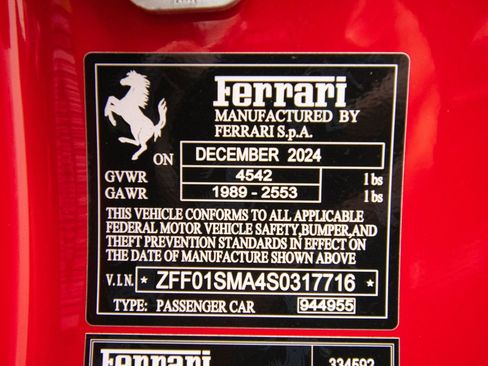 Ferrari
MANUFACTURED BY
FERRARI S.p.A.
ON DECEMBER 2024
GVWR 4542 lbs
GAWR 1989 - 2553 lbs
THIS VEHICLE CONFORMS TO ALL APPLICABLE
FEDERAL MOTOR VEHICLE SAFETY,BUMPER,AND
THEFT PREVENTION STANDARDS IN EFFECT ON
THE DATE OF MANUFACTURE SHOWN ABOVE
V.I.N. * ZFF01SMA4S0317716 *
TYPE: PASSENGER CAR 944955
Ferrari 334592